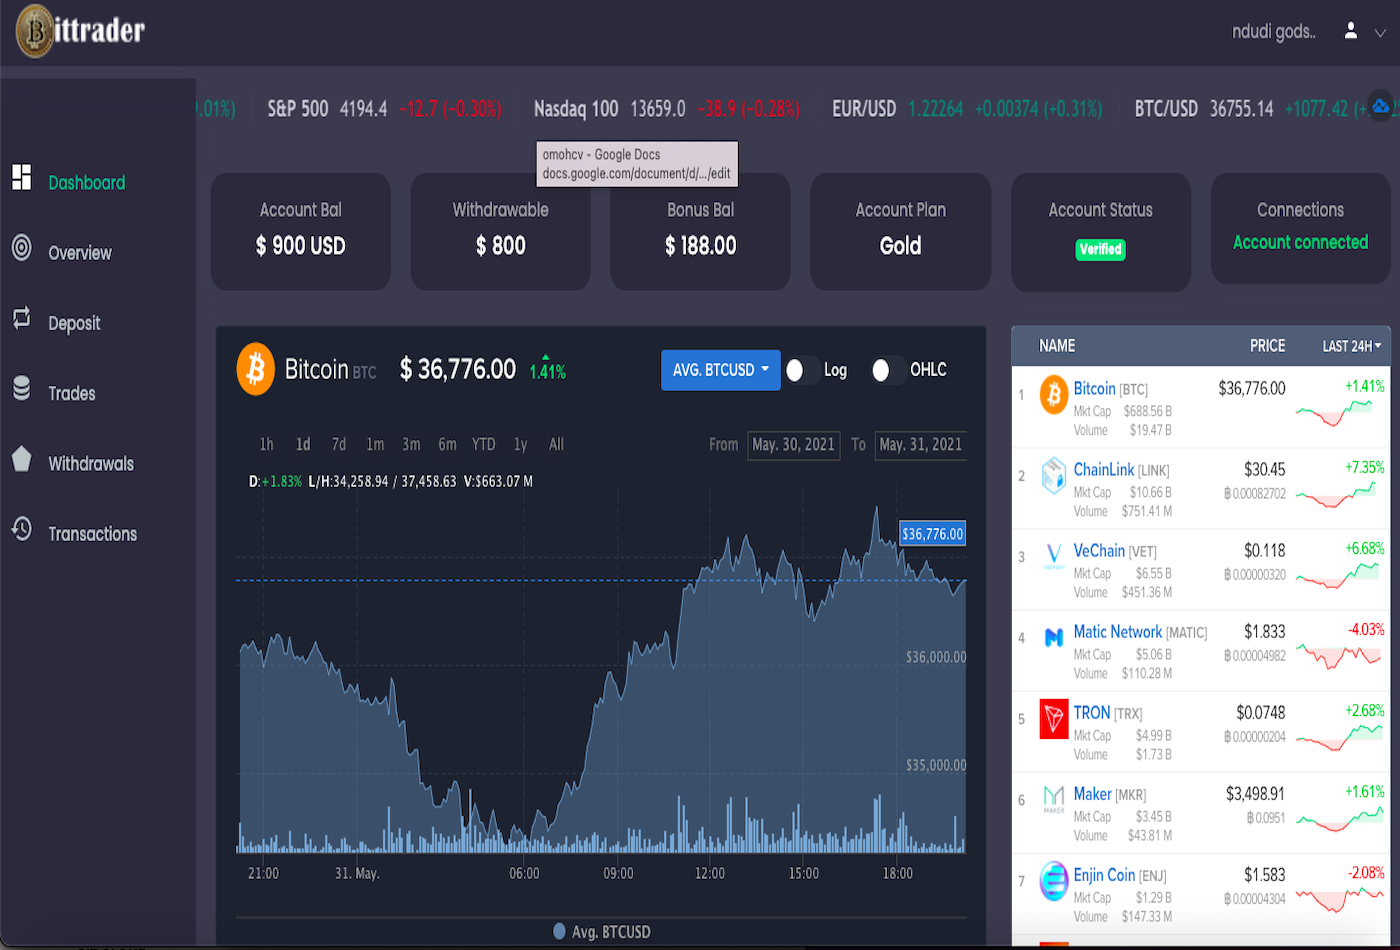 Bittrader
ndudi gods..
.01%)
S&P 500 4194.4 −12.7 (−0.30%)
Nasdaq 100 13659.0 −38.9 (−0.28%)
EUR/USD 1.22264 +0.00374 (+0.31%)
BTC/USD 36755.14 +1077.42 (+
omohcv - Google Docs
docs.google.com/document/d/.../edit
Dashboard
Overview
Deposit
Trades
Withdrawals
Transactions
Account Bal
$ 900 USD
Withdrawable
$ 800
Bonus Bal
$ 188.00
Account Plan
Gold
Account Status
Verified
Connections
Account connected
Bitcoin BTC $ 36,776.00 1.41%
AVG. BTCUSD Log OHLC
1h 1d 7d 1m 3m 6m YTD 1y All
From May. 30, 2021 To May. 31, 2021
D:+1.83% L/H:34,258.94 / 37,458.63 V:$663.07 M
$36,776.00
$36,000.00
$35,000.00
21:00 31. May. 06:00 09:00 12:00 15:00 18:00
Avg. BTCUSD
NAME PRICE LAST 24H
1 Bitcoin [BTC] $36,776.00 +1.41%
Mkt Cap $688.56 B
Volume $19.47 B
2 ChainLink [LINK] $30.45 +7.35%
Mkt Cap $10.66 B ฿0.00082702
Volume $751.41 M
3 VeChain [VET] $0.118 +6.68%
Mkt Cap $6.55 B ฿0.00000320
Volume $451.36 M
4 Matic Network [MATIC] $1.833 -4.03%
Mkt Cap $5.06 B ฿0.00004982
Volume $110.28 M
5 TRON [TRX] $0.0748 +2.68%
Mkt Cap $4.99 B ฿0.00000204
Volume $1.73 B
6 Maker [MKR] $3,498.91 +1.61%
MAKER
Mkt Cap $3.45 B ฿0.0951
Volume $43.81 M
7 Enjin Coin [ENJ] $1.583 -2.08%
Mkt Cap $1.29 B ฿0.00004304
Volume $147.33 M